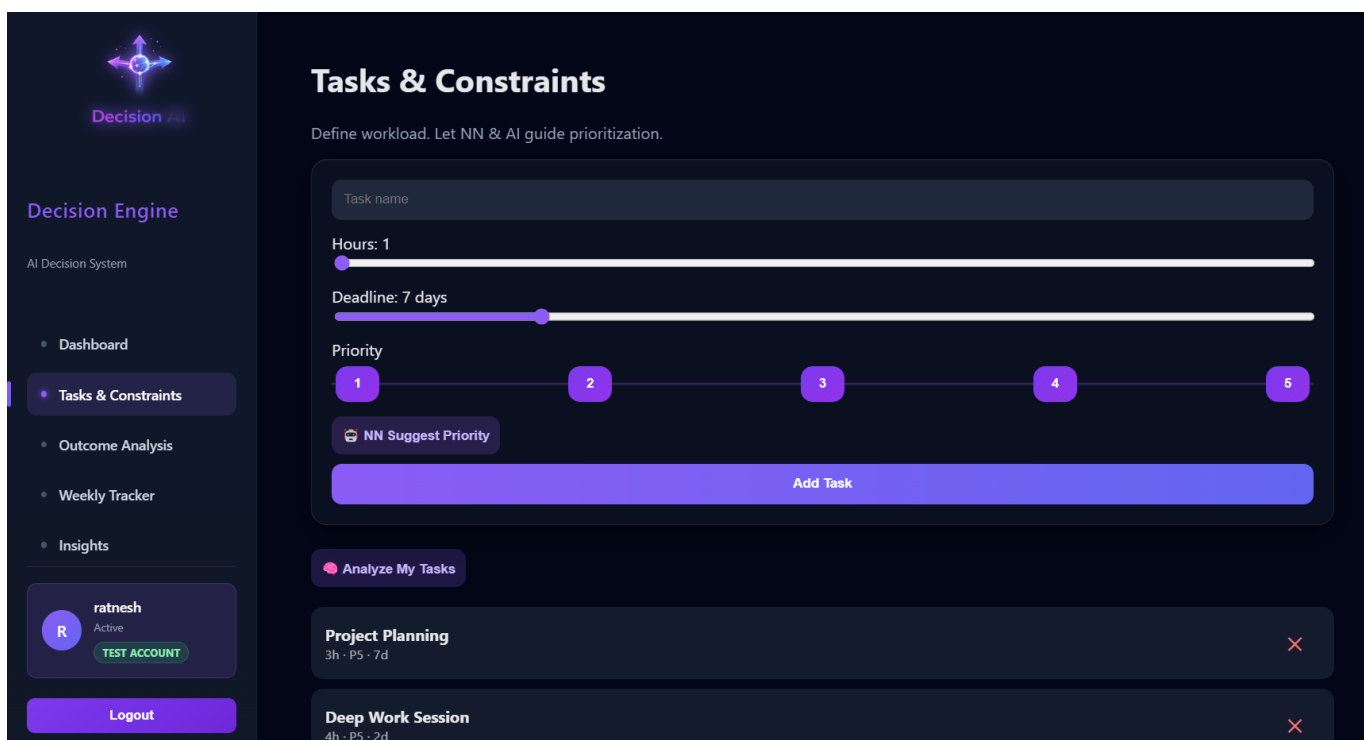 Decision AI
Decision Engine
AI Decision System
Dashboard
Tasks & Constraints
Outcome Analysis
Weekly Tracker
Insights
R
ratnesh
Active
TEST ACCOUNT
Logout
Tasks & Constraints
Define workload. Let NN & AI guide prioritization.
Task name
Hours: 1
Deadline: 7 days
Priority
1 2 3 4 5
NN Suggest Priority
Add Task
Analyze My Tasks
Project Planning
3h · P5 · 7d
Deep Work Session
4h · P5 · 2d